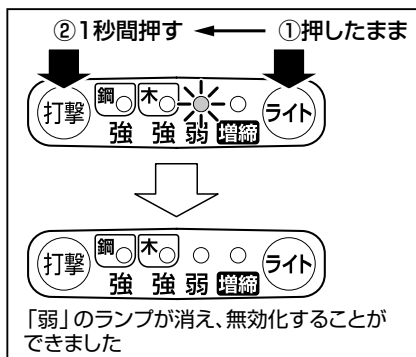 ②1秒間押す ①押したまま
打撃 鋼 木 ライト
強 強 弱 増締
打撃 鋼 木 ライト
強 強 弱 増締
「弱」のランプが消え、無効化することが
できました